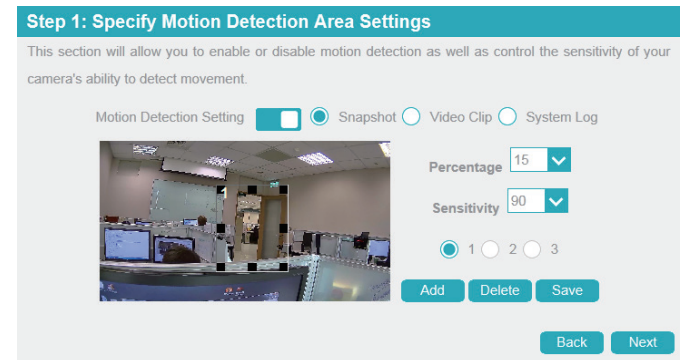 Step 1: Specify Motion Detection Area Settings
This section will allow you to enable or disable motion detection as well as control the sensitivity of your
camera's ability to detect movement.
Motion Detection Setting Snapshot Video Clip System Log
Percentage 15
Sensitivity 90
1 2 3
Add Delete Save
Back Next